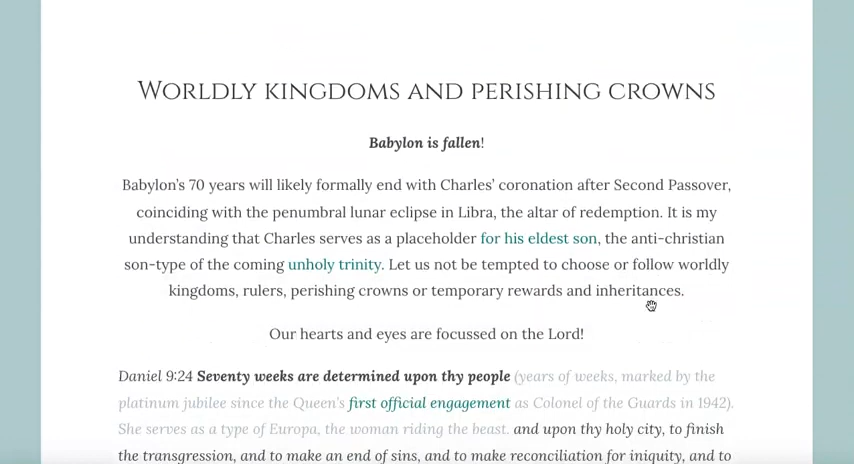 Worldly kingdoms and perishing crowns
Babylon is fallen!
Babylon's 70 years will likely formally end with Charles' coronation after Second Passover,
coinciding with the penumbral lunar eclipse in Libra, the altar of redemption. It is my
understanding that Charles serves as a placeholder for his eldest son, the anti-christian
son-type of the coming unholy trinity. Let us not be tempted to choose or follow worldly
kingdoms, rulers, perishing crowns or temporary rewards and inheritances.
Our hearts and eyes are focussed on the Lord!
Daniel 9:24 Seventy weeks are determined upon thy people (years of weeks, marked by the
platinum jubilee since the Queen's first official engagement as Colonel of the Guards in 1942).
She serves as a type of Europa, the woman riding the beast. and upon thy holy city, to finish
the transgression, and to make an end of sins, and to make reconciliation for iniquity, and to